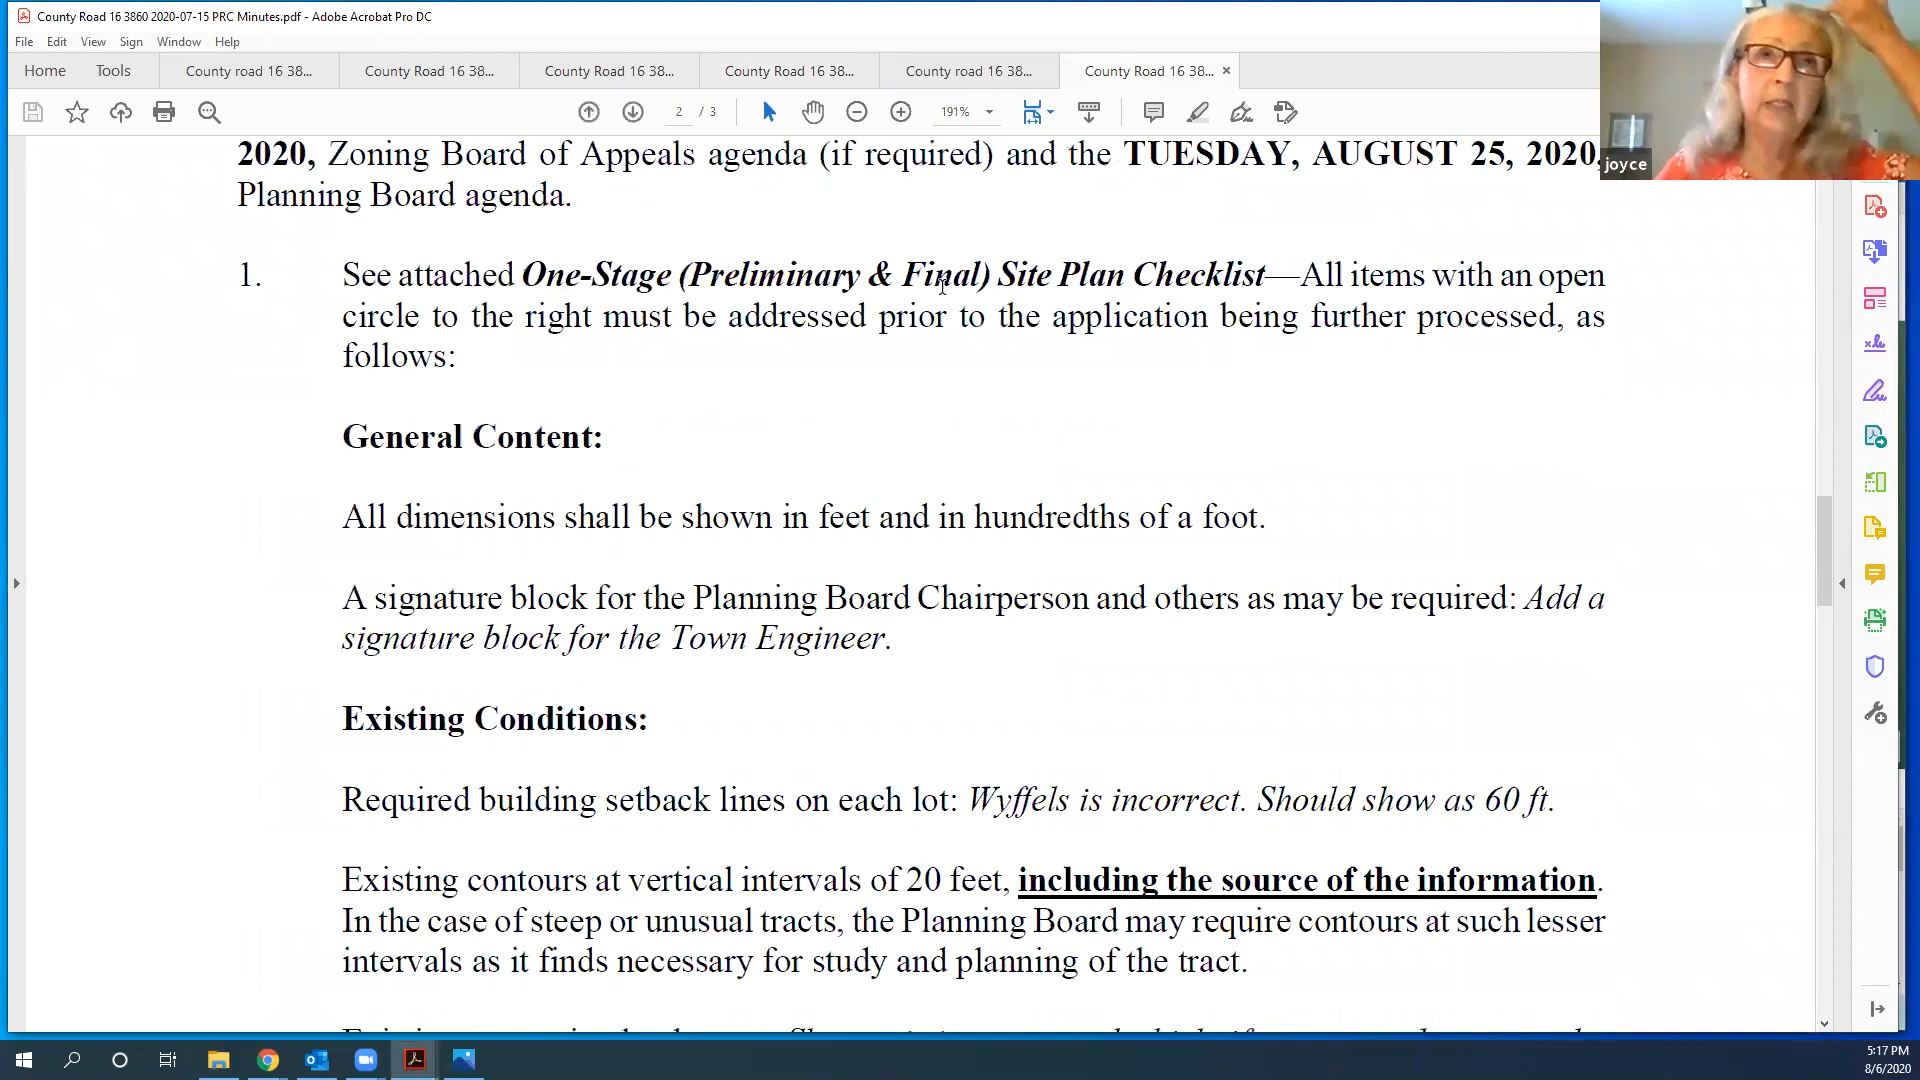 County Road 16 3860 2020-07-15 PRC Minutes.pdf - Adobe Acrobat Pro DC
File Edit View Sign Window Help
Home Tools County road 16 38... County Road 16 38... County Road 16 38... County Road 16 38... County road 16 38... County Road 16 38... ×
2 / 3 191%
joyce
2020, Zoning Board of Appeals agenda (if required) and the TUESDAY, AUGUST 25, 2020,
Planning Board agenda.
1. See attached One-Stage (Preliminary & Final) Site Plan Checklist—All items with an open
circle to the right must be addressed prior to the application being further processed, as
follows:
General Content:
All dimensions shall be shown in feet and in hundredths of a foot.
A signature block for the Planning Board Chairperson and others as may be required: Add a
signature block for the Town Engineer.
Existing Conditions:
Required building setback lines on each lot: Wyffels is incorrect. Should show as 60 ft.
Existing contours at vertical intervals of 20 feet, including the source of the information.
In the case of steep or unusual tracts, the Planning Board may require contours at such lesser
intervals as it finds necessary for study and planning of the tract.
5:17 PM
8/6/2020